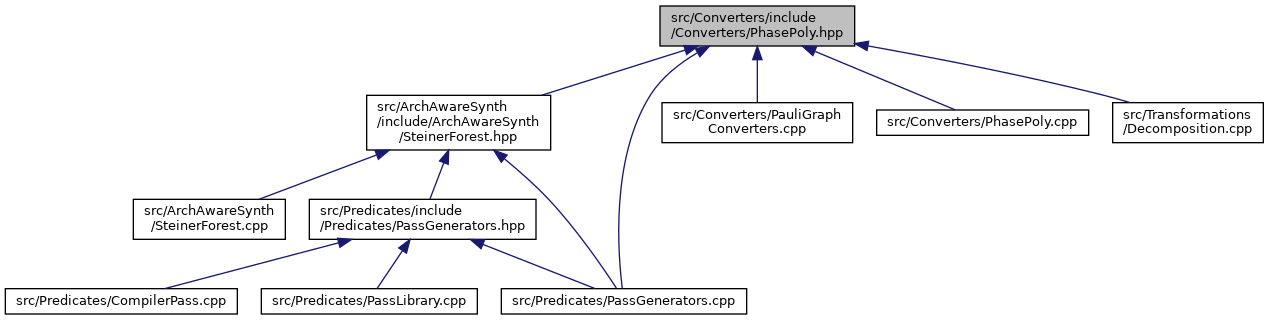 src/Converters/include
/Converters/PhasePoly.hpp
src/ArchAwareSynth
/include/ArchAwareSynth
/SteinerForest.hpp
src/Converters/PauliGraph
Converters.cpp
src/Converters/PhasePoly.cpp
src/Transformations
/Decomposition.cpp
src/ArchAwareSynth
/SteinerForest.cpp
src/Predicates/include
/Predicates/PassGenerators.hpp
src/Predicates/CompilerPass.cpp
src/Predicates/PassLibrary.cpp
src/Predicates/PassGenerators.cpp